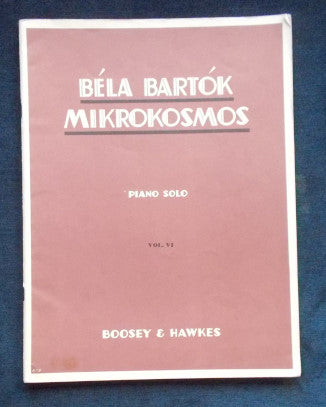 BÉLA BARTÓK
MIKROKOSMOS
PIANO SOLO
VOL. VI
BOOSEY & HAWKES